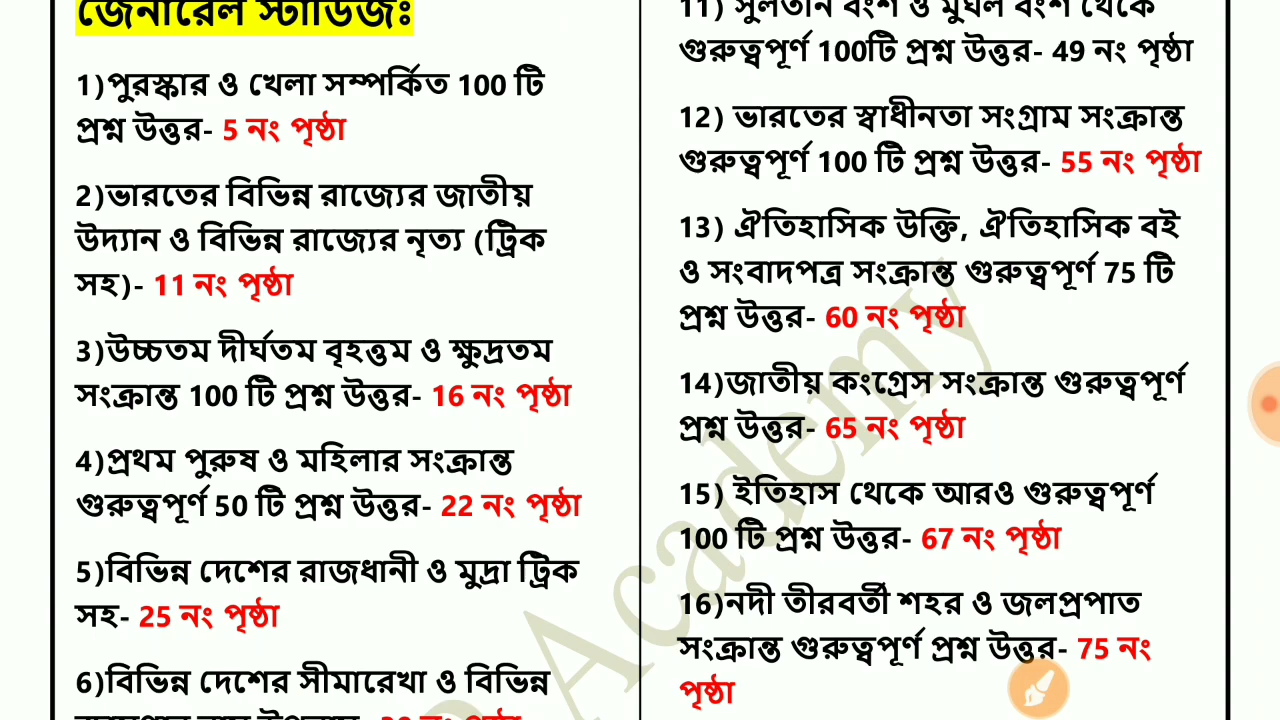 জেনারেল স্টাডিজঃ
1)পুরস্কার ও খেলা সম্পর্কিত 100 টি
প্রশ্ন উত্তর- 5 নং পৃষ্ঠা
2)ভারতের বিভিন্ন রাজ্যের জাতীয়
উদ্যান ও বিভিন্ন রাজ্যের নৃত্য (ট্রিক
সহ)- 11 নং পৃষ্ঠা
3)উচ্চতম দীর্ঘতম বৃহত্তম ও ক্ষুদ্রতম
সংক্রান্ত 100 টি প্রশ্ন উত্তর- 16 নং পৃষ্ঠা
4)প্রথম পুরুষ ও মহিলার সংক্রান্ত
গুরুত্বপূর্ণ 50 টি প্রশ্ন উত্তর- 22 নং পৃষ্ঠা
5)বিভিন্ন দেশের রাজধানী ও মুদ্রা ট্রিক
সহ- 25 নং পৃষ্ঠা
6)বিভিন্ন দেশের সীমারেখা ও বিভিন্ন
11) সুলতান বংশ ও মুঘল বংশ থেকে
গুরুত্বপূর্ণ 100টি প্রশ্ন উত্তর- 49 নং পৃষ্ঠা
12) ভারতের স্বাধীনতা সংগ্রাম সংক্রান্ত
গুরুত্বপূর্ণ 100 টি প্রশ্ন উত্তর- 55 নং পৃষ্ঠা
13) ঐতিহাসিক উক্তি, ঐতিহাসিক বই
ও সংবাদপত্র সংক্রান্ত গুরুত্বপূর্ণ 75 টি
প্রশ্ন উত্তর- 60 নং পৃষ্ঠা
14)জাতীয় কংগ্রেস সংক্রান্ত গুরুত্বপূর্ণ
প্রশ্ন উত্তর- 65 নং পৃষ্ঠা
15) ইতিহাস থেকে আরও গুরুত্বপূর্ণ
100 টি প্রশ্ন উত্তর- 67 নং পৃষ্ঠা
16)নদী তীরবর্তী শহর ও জলপ্রপাত
সংক্রান্ত গুরুত্বপূর্ণ প্রশ্ন উত্তর- 75 নং
পৃষ্ঠা
Academy